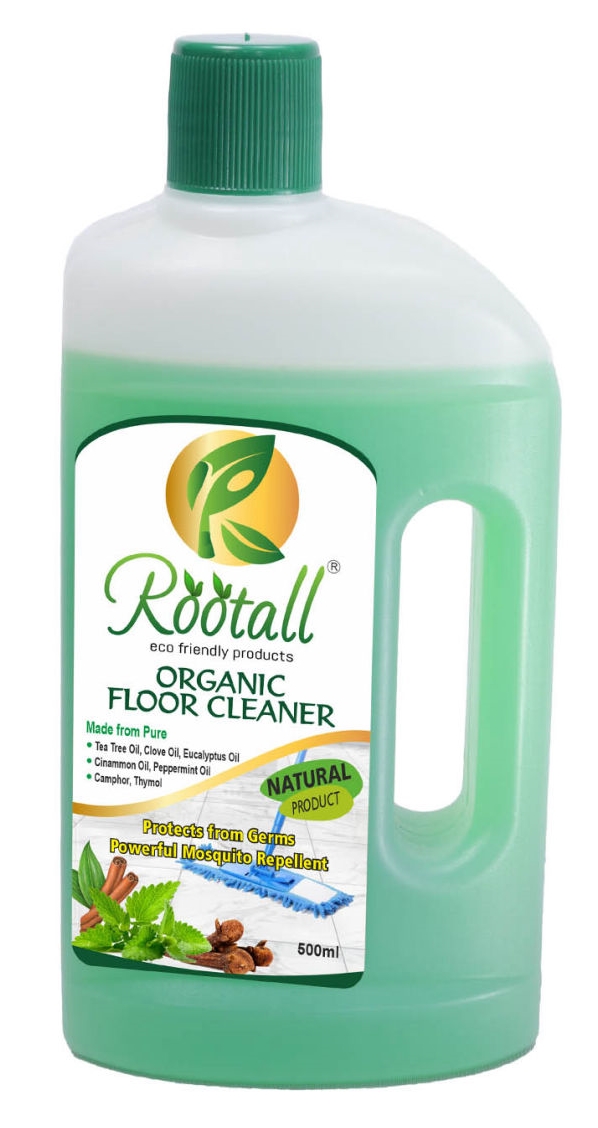 Rootall®
eco friendly products
ORGANIC
FLOOR CLEANER
Made from Pure
• Tea Tree Oil, Clove Oil, Eucalyptus Oil
• Cinammon Oil, Peppermint Oil
• Camphor, Thymol
NATURAL
PRODUCT
Protects from Germs
Powerful Mosquito Repellent
500ml